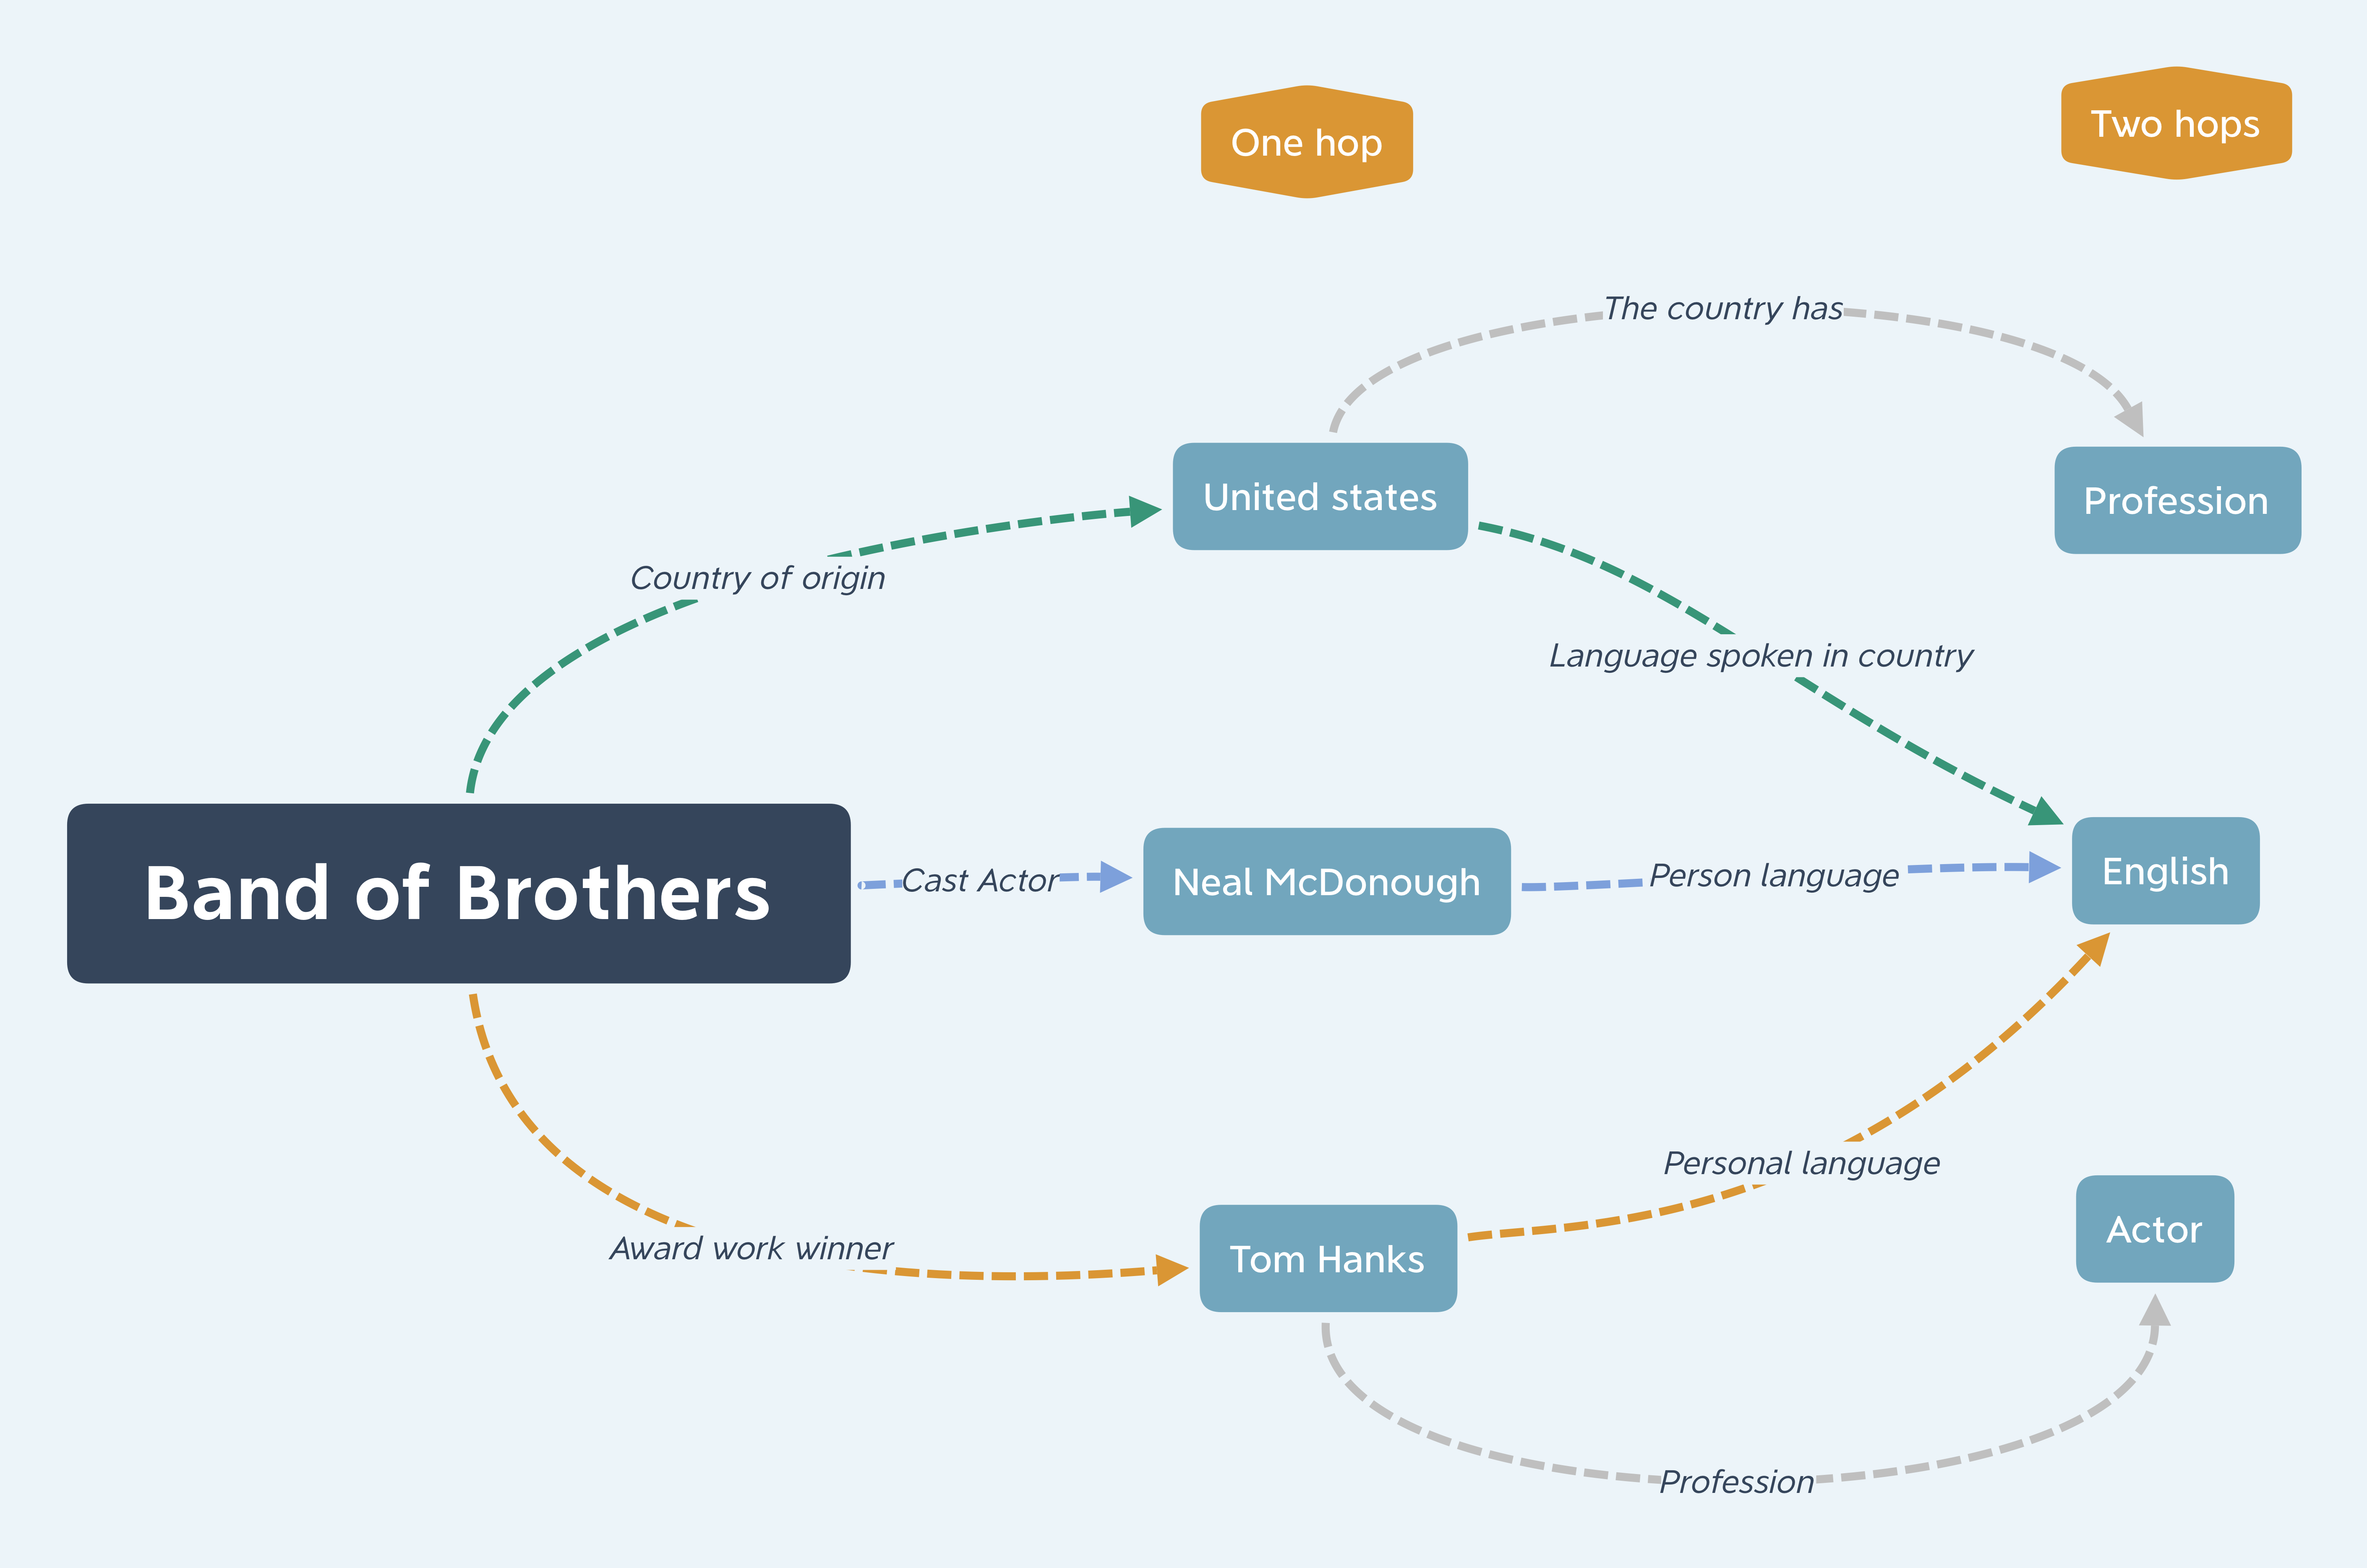 One hop
Two hops
The country has
United states
Profession
Country of origin
Language spoken in country
Band of Brothers
Cast Actor
Neal McDonough
Person language
English
Personal language
Award work winner
Tom Hanks
Actor
Profession